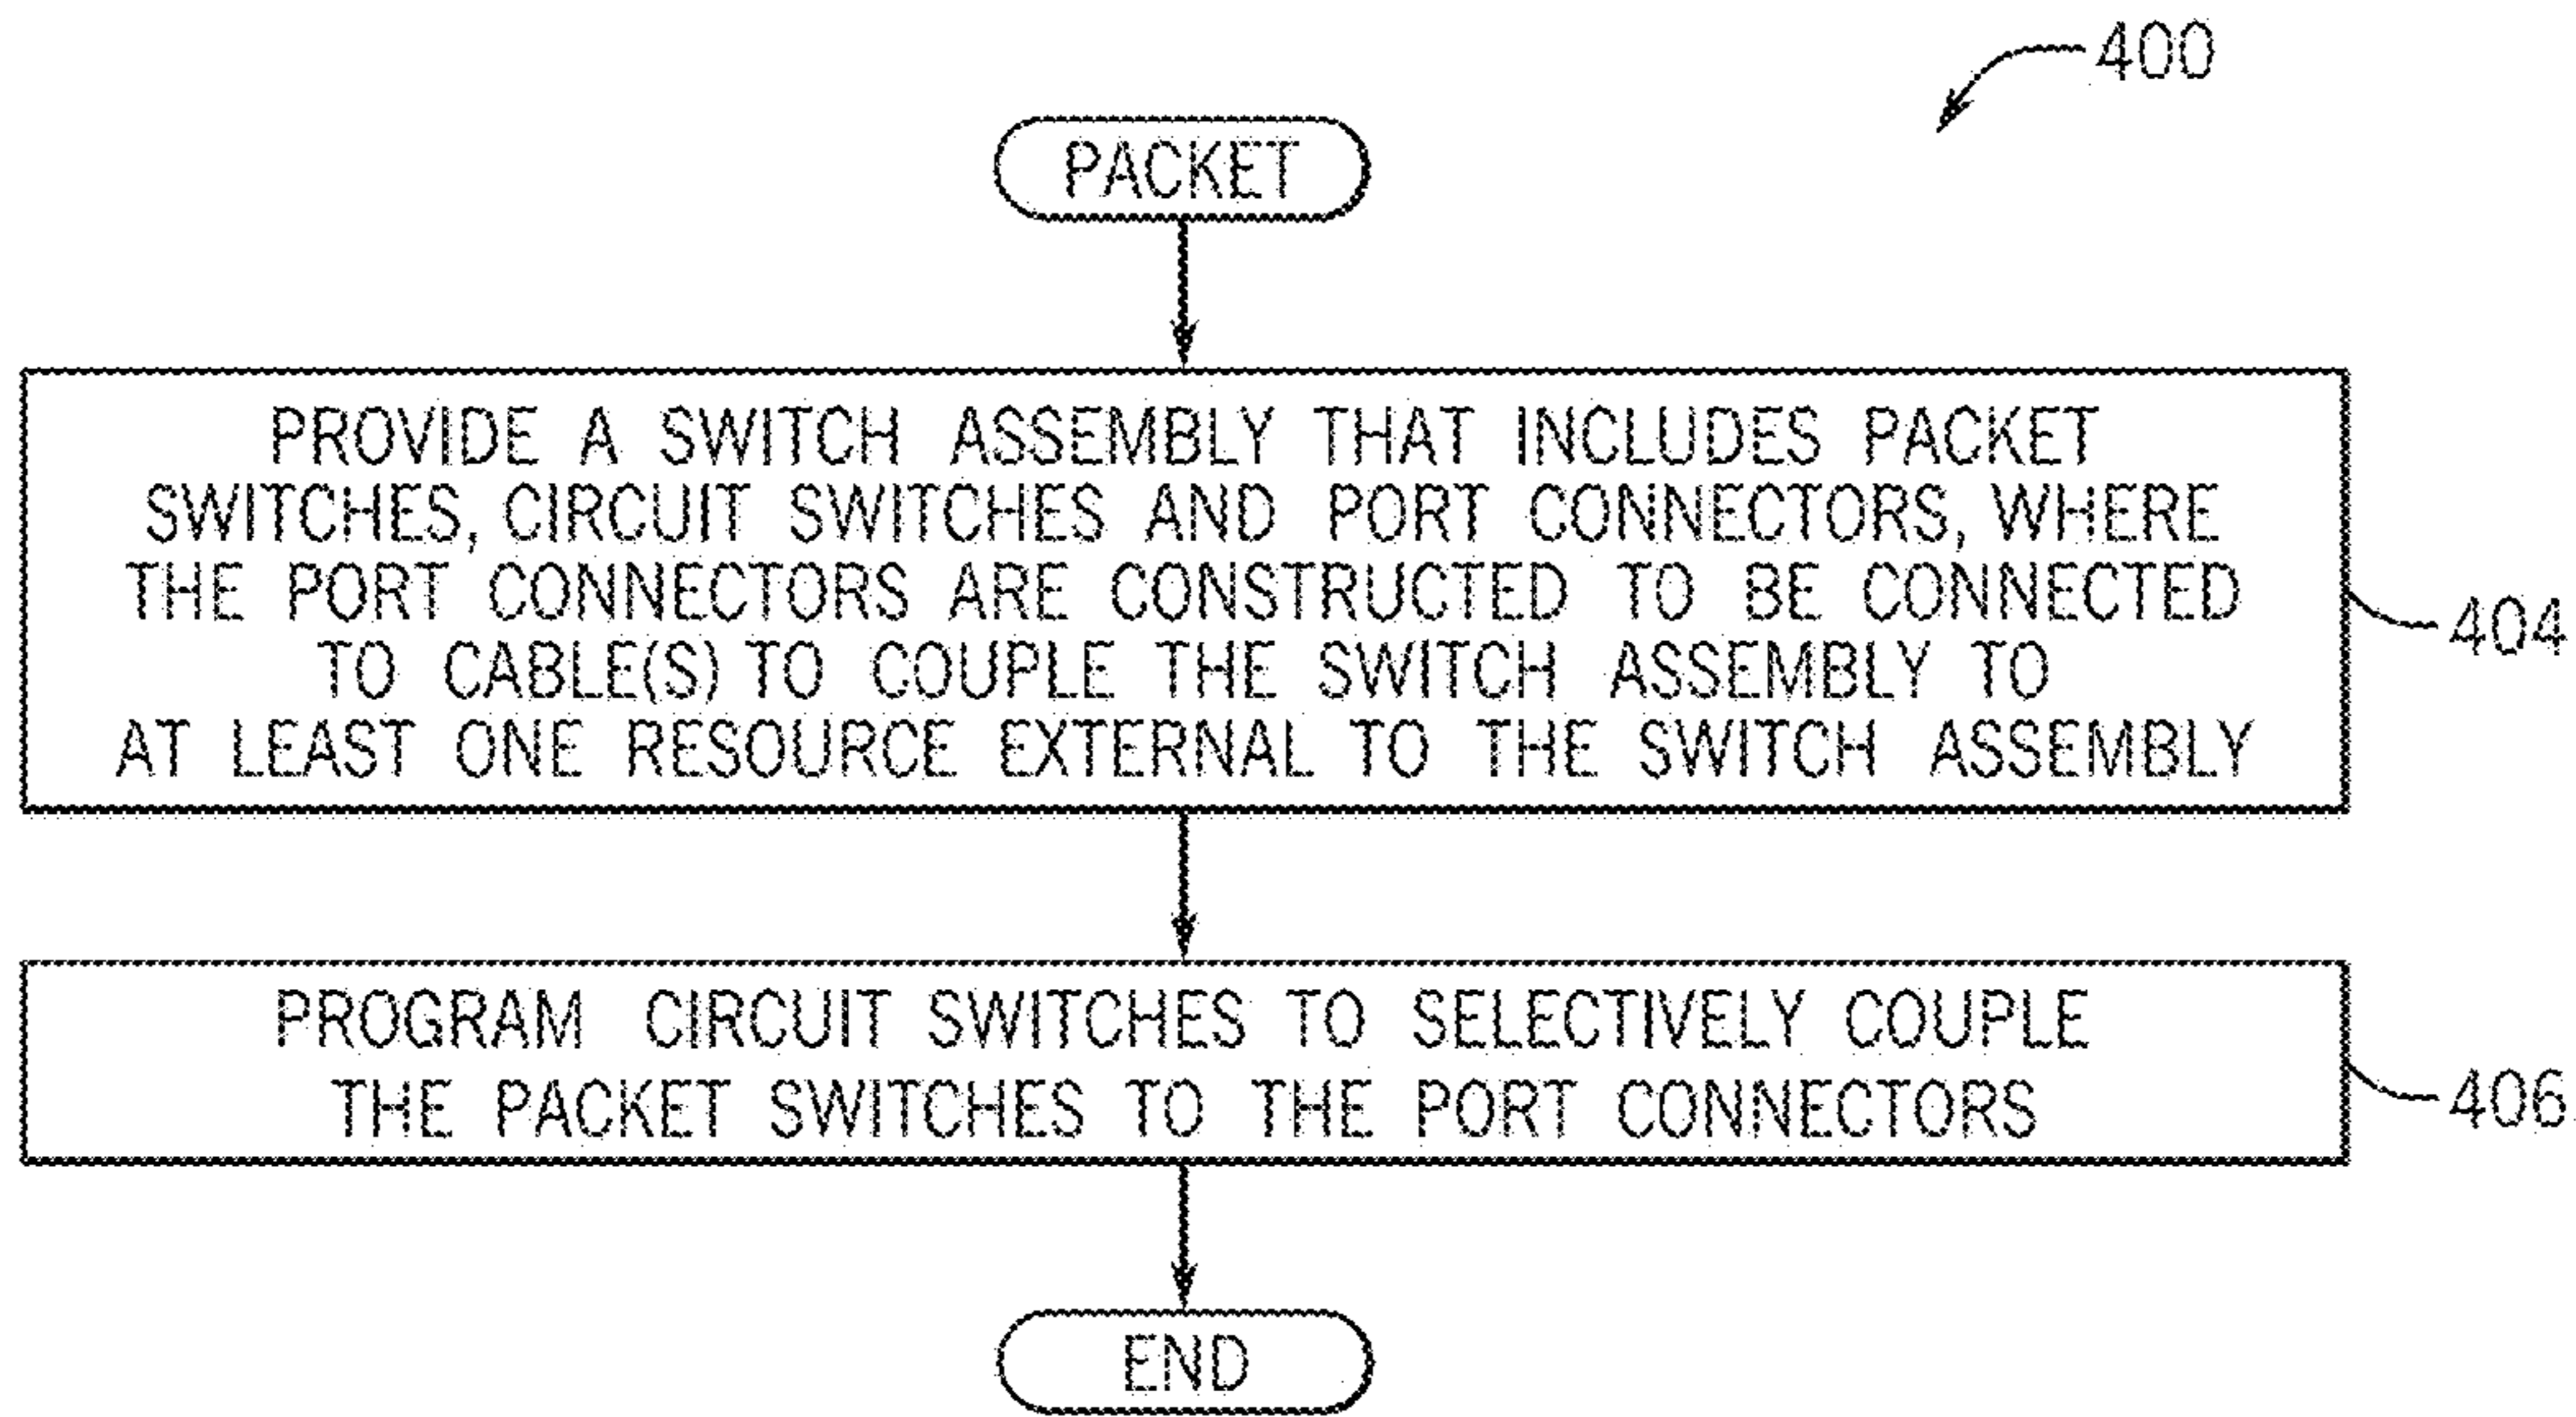 400
PACKET
PROVIDE A SWITCH ASSEMBLY THAT INCLUDES PACKET
SWITCHES, CIRCUIT SWITCHES AND PORT CONNECTORS, WHERE
THE PORT CONNECTORS ARE CONSTRUCTED TO BE CONNECTED
TO CABLE(S) TO COUPLE THE SWITCH ASSEMBLY TO
AT LEAST ONE RESOURCE EXTERNAL TO THE SWITCH ASSEMBLY
404
PROGRAM CIRCUIT SWITCHES TO SELECTIVELY COUPLE
THE PACKET SWITCHES TO THE PORT CONNECTORS
406
END